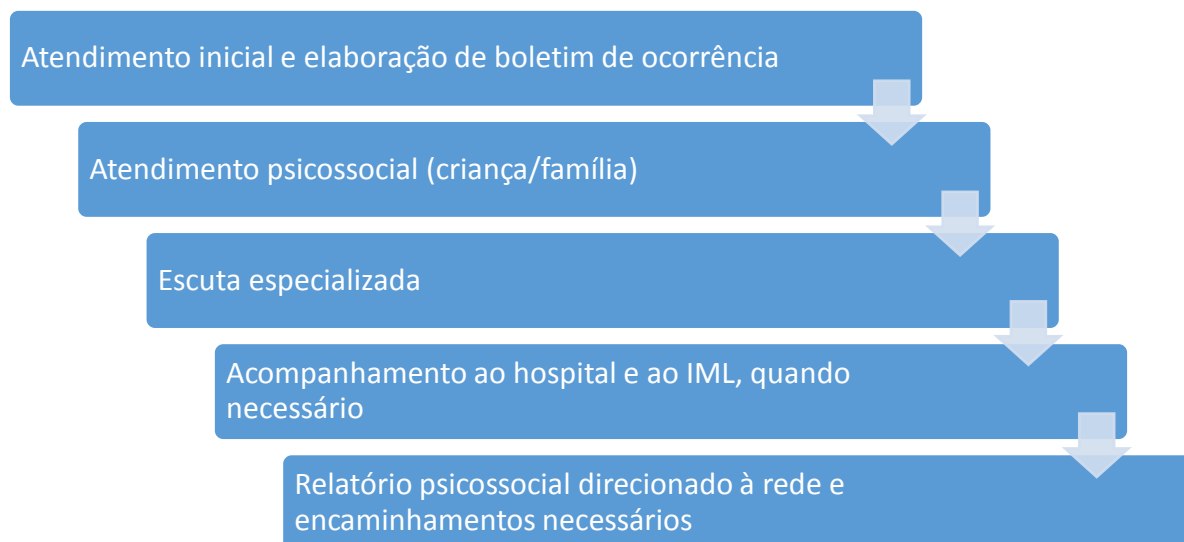 Atendimento inicial e elaboração de boletim de ocorrência
Atendimento psicossocial (criança/família)
Escuta especializada
Acompanhamento ao hospital e ao IML, quando
necessário
Relatório psicossocial direcionado à rede e
encaminhamentos necessários